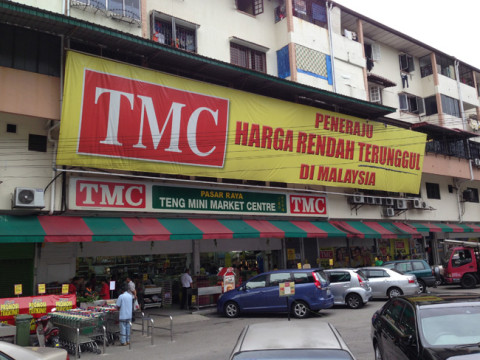 TMC
PENERAJU
HARGA RENDAH TERUNGGUL
DI MALAYSIA
TMC
PASAR RAYA
TENG MINI MARKET CENTRE
TMC